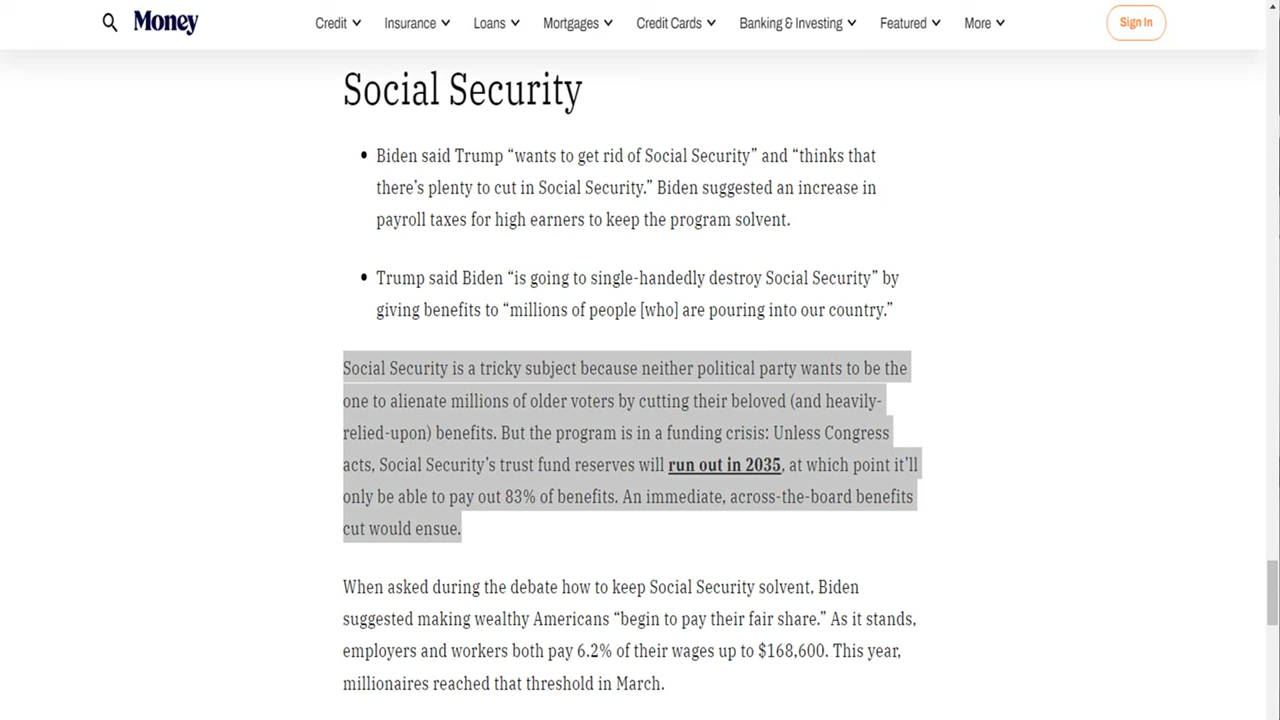 Money
Credit
Insurance
Loans
Mortgages
Credit Cards
Banking & Investing
Featured
More
Sign In
Social Security
• Biden said Trump “wants to get rid of Social Security” and “thinks that
there’s plenty to cut in Social Security.” Biden suggested an increase in
payroll taxes for high earners to keep the program solvent.
• Trump said Biden “is going to single-handedly destroy Social Security” by
giving benefits to “millions of people [who] are pouring into our country.”
Social Security is a tricky subject because neither political party wants to be the
one to alienate millions of older voters by cutting their beloved (and heavily-
relied-upon) benefits. But the program is in a funding crisis: Unless Congress
acts, Social Security’s trust fund reserves will run out in 2035, at which point it’ll
only be able to pay out 83% of benefits. An immediate, across-the-board benefits
cut would ensue.
When asked during the debate how to keep Social Security solvent, Biden
suggested making wealthy Americans “begin to pay their fair share.” As it stands,
employers and workers both pay 6.2% of their wages up to $168,600. This year,
millionaires reached that threshold in March.